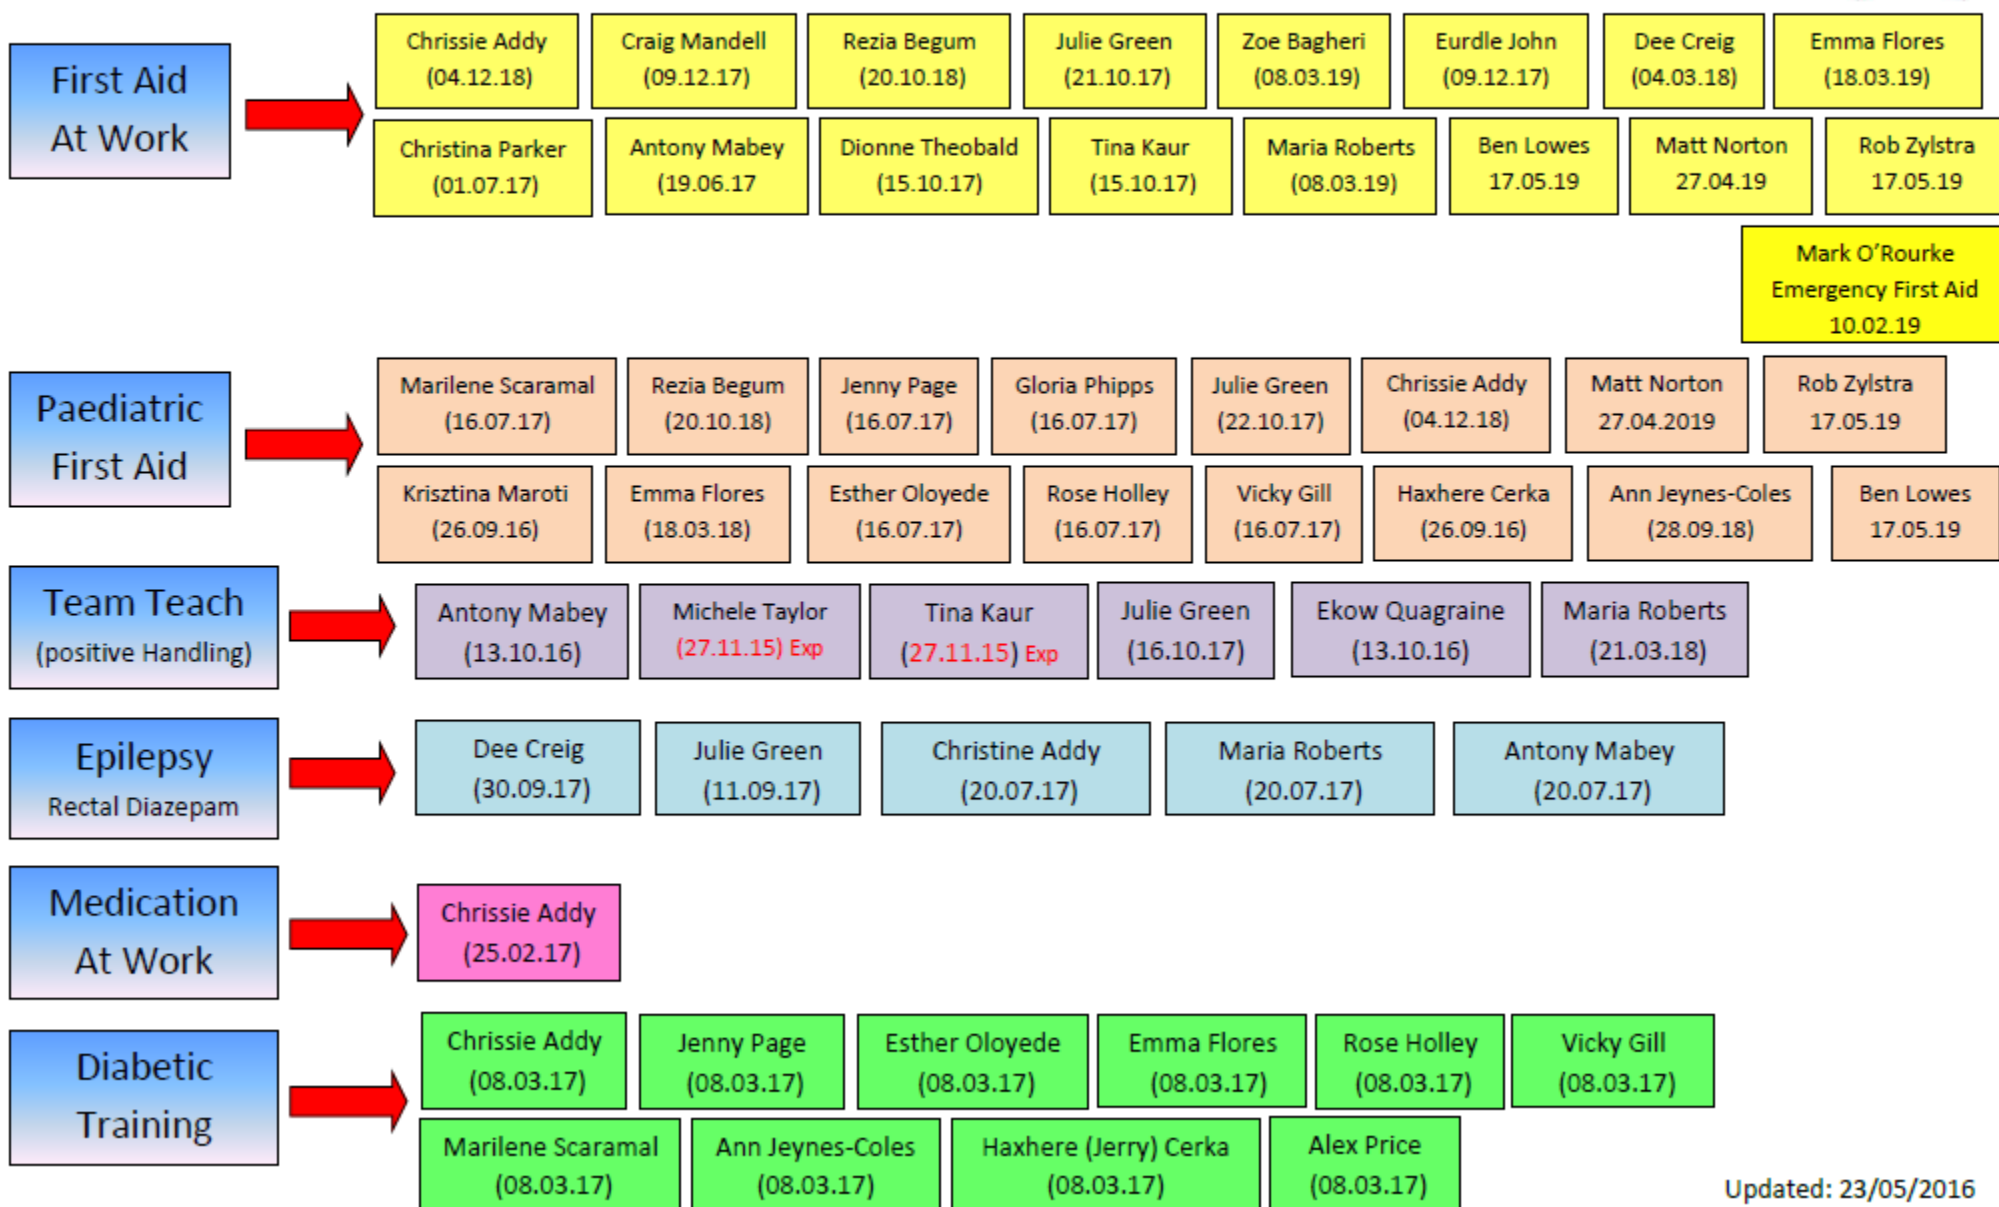 First Aid
At Work
Chrissie Addy
(04.12.18)
Craig Mandell
(09.12.17)
Rezia Begum
(20.10.18)
Julie Green
(21.10.17)
Zoe Bagheri
(08.03.19)
Eurdle John
(09.12.17)
Dee Creig
(04.03.18)
Emma Flores
(18.03.19)
Christina Parker
(01.07.17)
Antony Mabey
(19.06.17
Dionne Theobald
(15.10.17)
Tina Kaur
(15.10.17)
Maria Roberts
(08.03.19)
Ben Lowes
17.05.19
Matt Norton
27.04.19
Rob Zylstra
17.05.19
Mark O’Rourke
Emergency First Aid
10.02.19
Paediatric
First Aid
Marilene Scaramal
(16.07.17)
Rezia Begum
(20.10.18)
Jenny Page
(16.07.17)
Gloria Phipps
(16.07.17)
Julie Green
(22.10.17)
Chrissie Addy
(04.12.18)
Matt Norton
27.04.2019
Rob Zylstra
17.05.19
Krisztina Maroti
(26.09.16)
Emma Flores
(18.03.18)
Esther Oloyede
(16.07.17)
Rose Holley
(16.07.17)
Vicky Gill
(16.07.17)
Haxhere Cerka
(26.09.16)
Ann Jeynes-Coles
(28.09.18)
Ben Lowes
17.05.19
Team Teach
(positive Handling)
Antony Mabey
(13.10.16)
Michele Taylor
(27.11.15) Exp
Tina Kaur
(27.11.15) Exp
Julie Green
(16.10.17)
Ekow Quagraine
(13.10.16)
Maria Roberts
(21.03.18)
Epilepsy
Rectal Diazepam
Dee Creig
(30.09.17)
Julie Green
(11.09.17)
Christine Addy
(20.07.17)
Maria Roberts
(20.07.17)
Antony Mabey
(20.07.17)
Medication
At Work
Chrissie Addy
(25.02.17)
Diabetic
Training
Chrissie Addy
(08.03.17)
Jenny Page
(08.03.17)
Esther Oloyede
(08.03.17)
Emma Flores
(08.03.17)
Rose Holley
(08.03.17)
Vicky Gill
(08.03.17)
Marilene Scaramal
(08.03.17)
Ann Jeynes-Coles
(08.03.17)
Haxhere (Jerry) Cerka
(08.03.17)
Alex Price
(08.03.17)
Updated: 23/05/2016